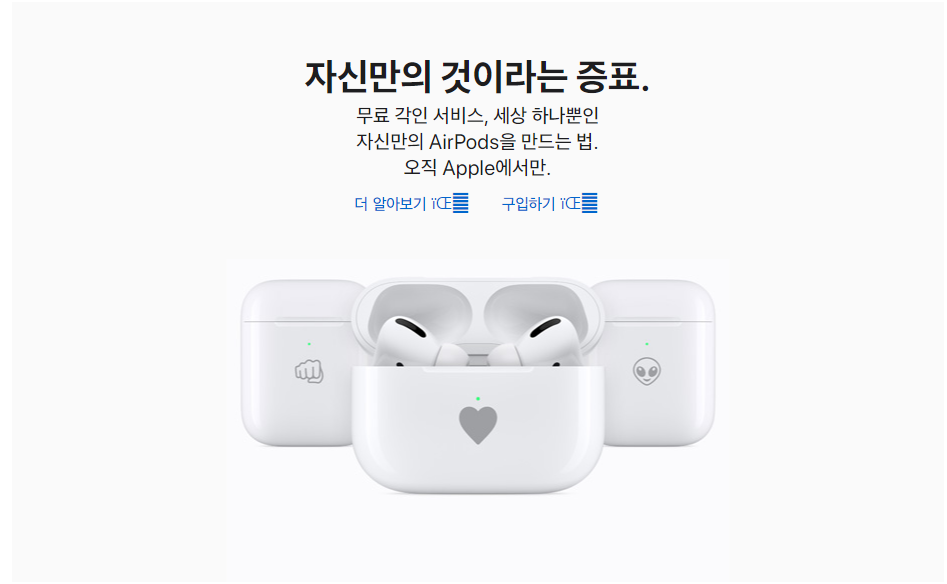 자신만의 것이라는 증표.
무료 각인 서비스, 세상 하나뿐인
자신만의 AirPods을 만드는 법.
오직 Apple에서만.
더 알아보기 ïŒ
구입하기 ïŒ